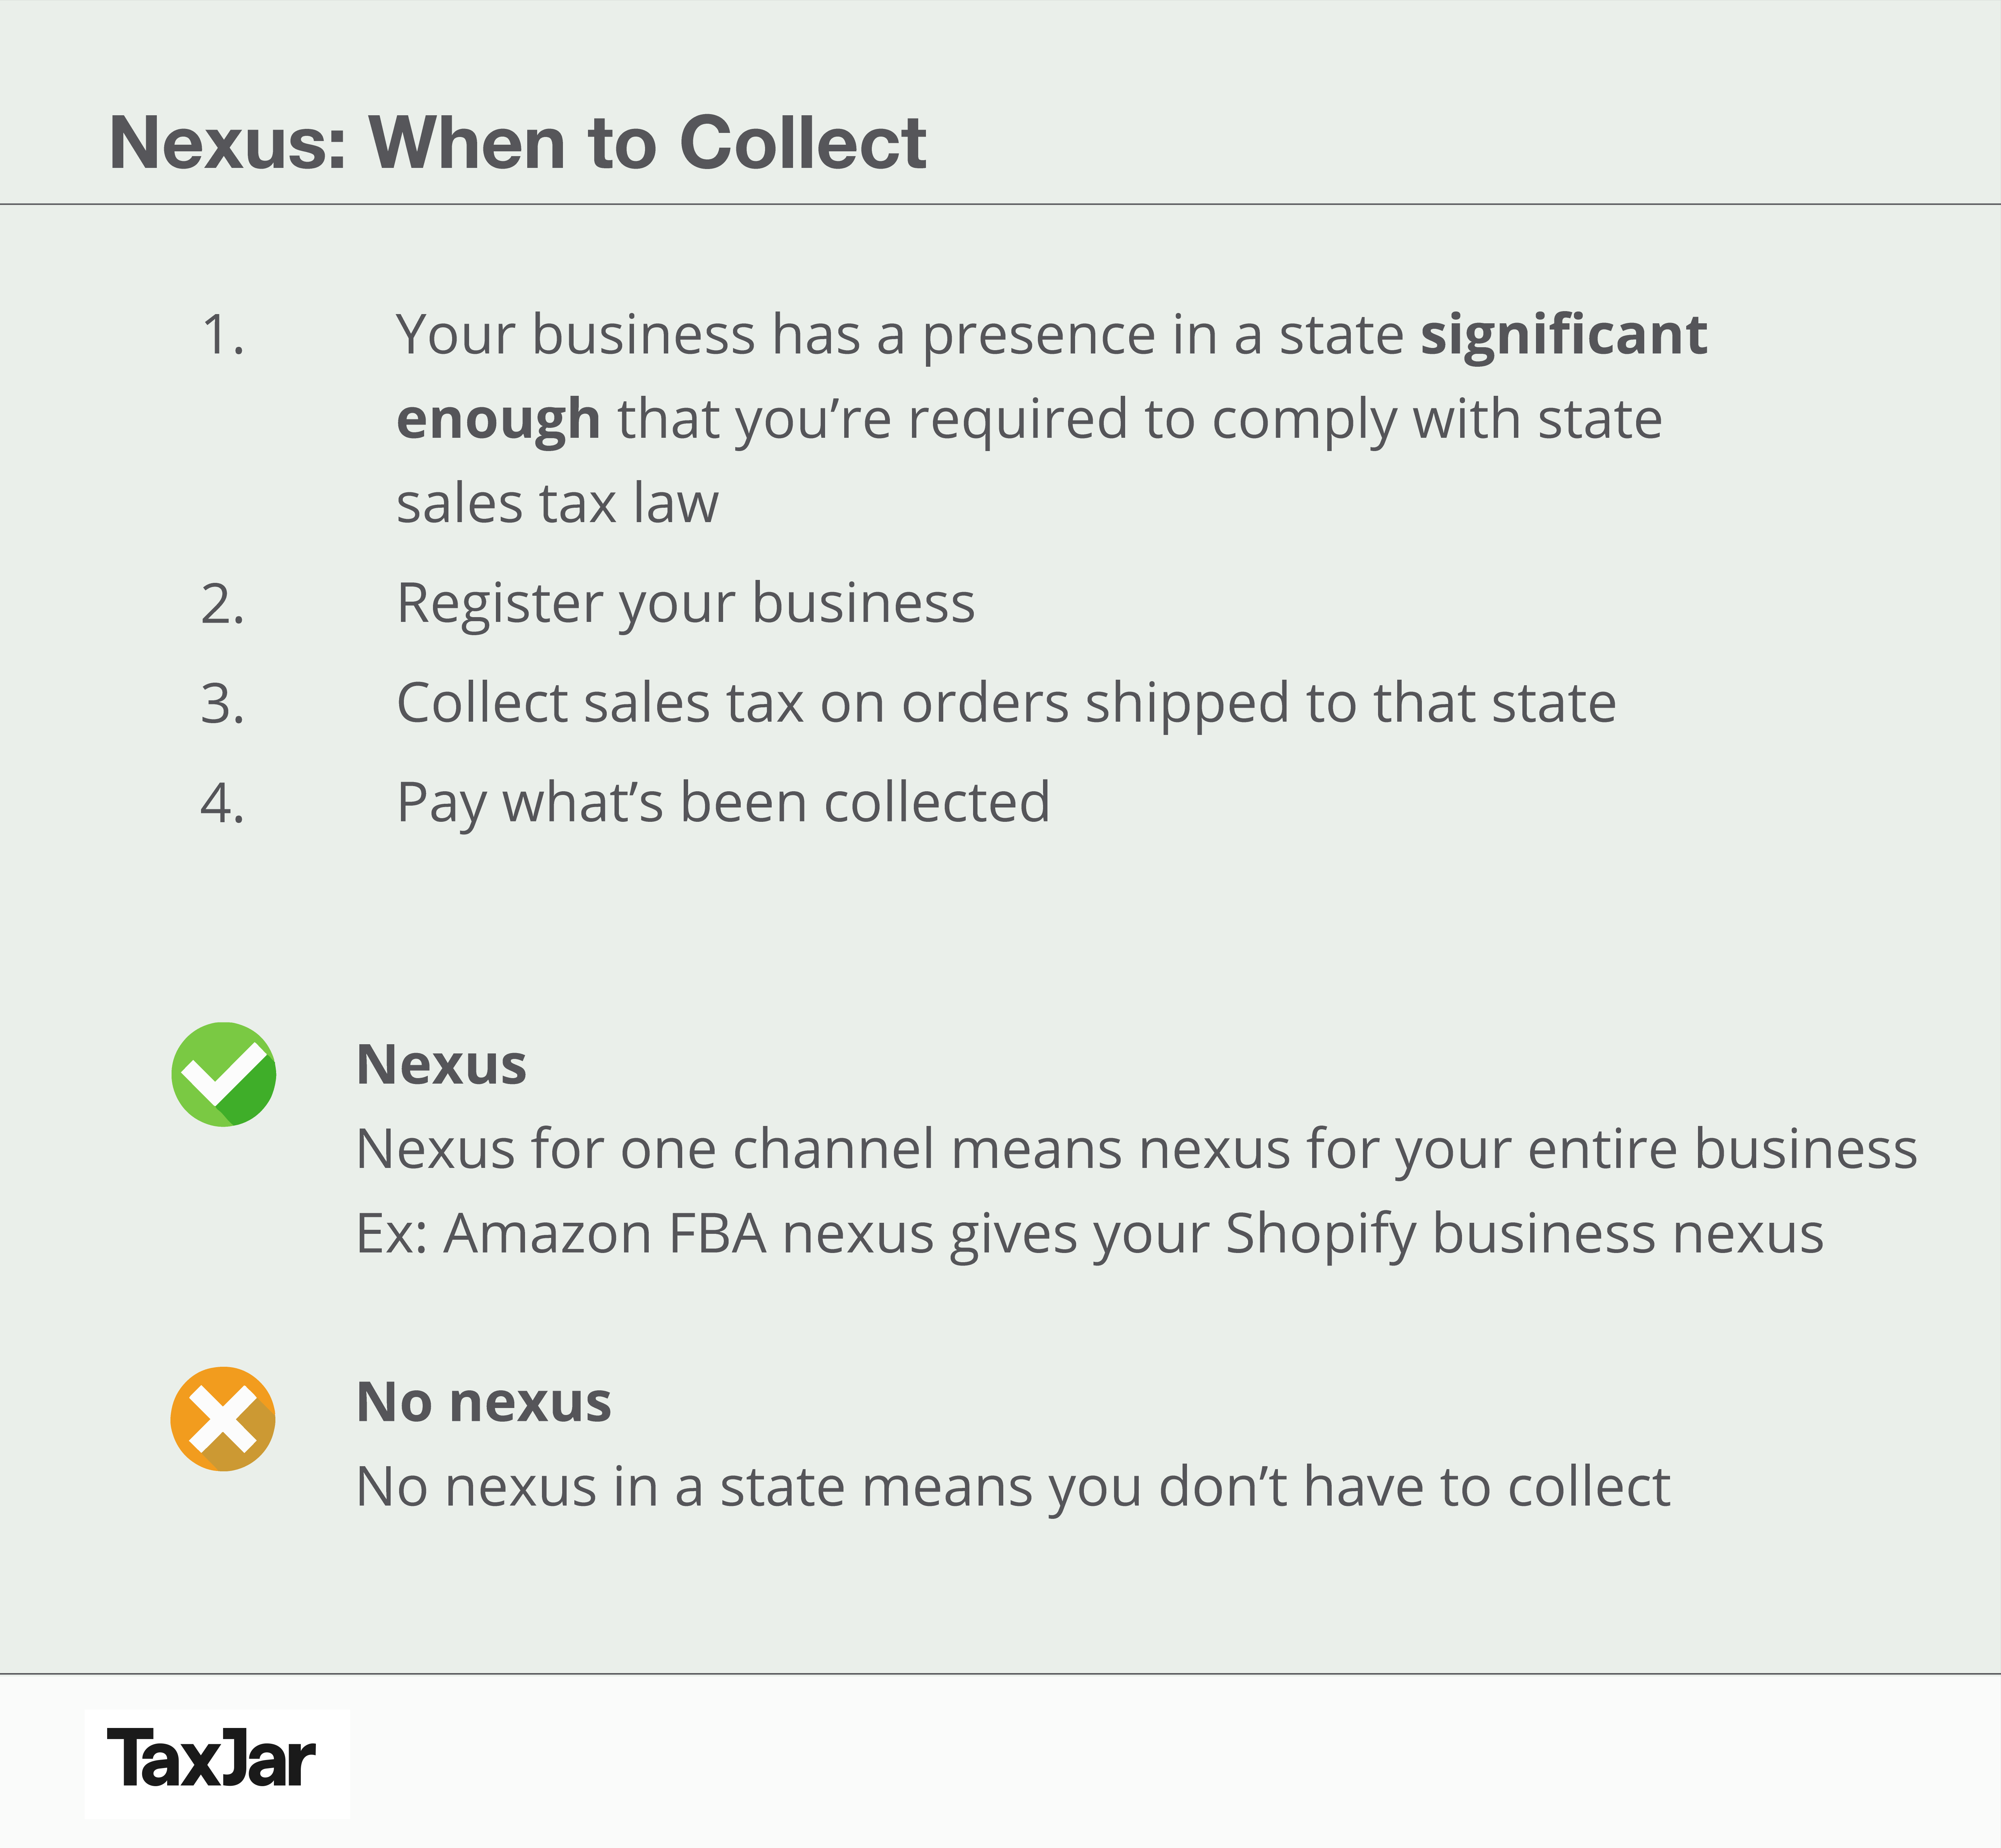 Nexus: When to Collect
1. Your business has a presence in a state significant
enough that you’re required to comply with state
sales tax law
2. Register your business
3. Collect sales tax on orders shipped to that state
4. Pay what’s been collected
Nexus
Nexus for one channel means nexus for your entire business
Ex: Amazon FBA nexus gives your Shopify business nexus
No nexus
No nexus in a state means you don’t have to collect
TaxJar